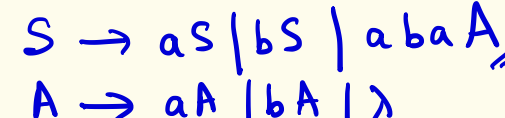 S → aS | bS | abaA
A → aA | bA | λ